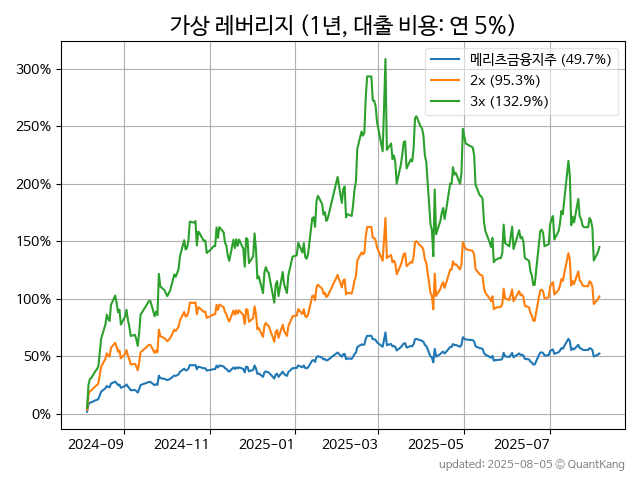 가상 레버리지 (1년, 대출 비용: 연 5%)
메리츠금융지주 (49.7%)
2x (95.3%)
3x (132.9%)
300%
250%
200%
150%
100%
50%
0%
2024-09
2024-11
2025-01
2025-03
2025-05
2025-07
updated: 2025-08-05 © QuantKang